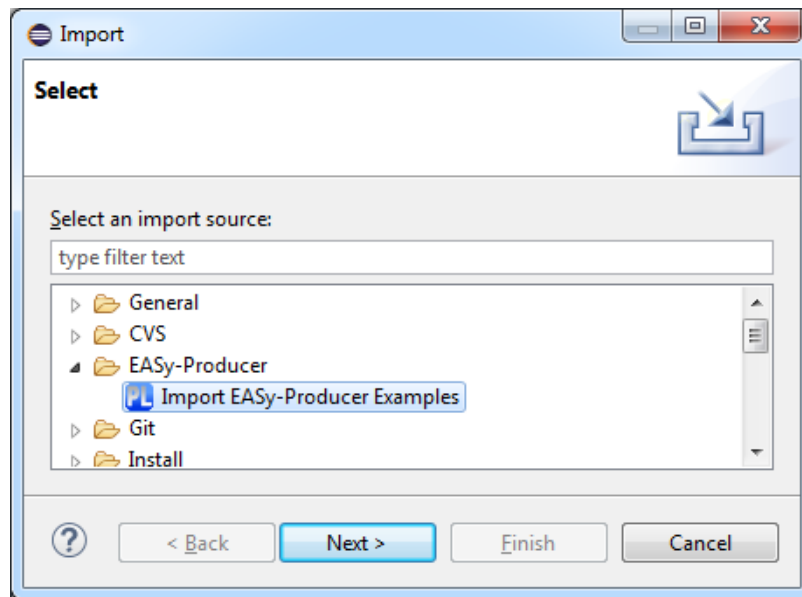 Import
Select
Select an import source:
type filter text
General
CVS
EASy-Producer
PL Import EASy-Producer Examples
Git
Install
? < Back Next > Finish Cancel